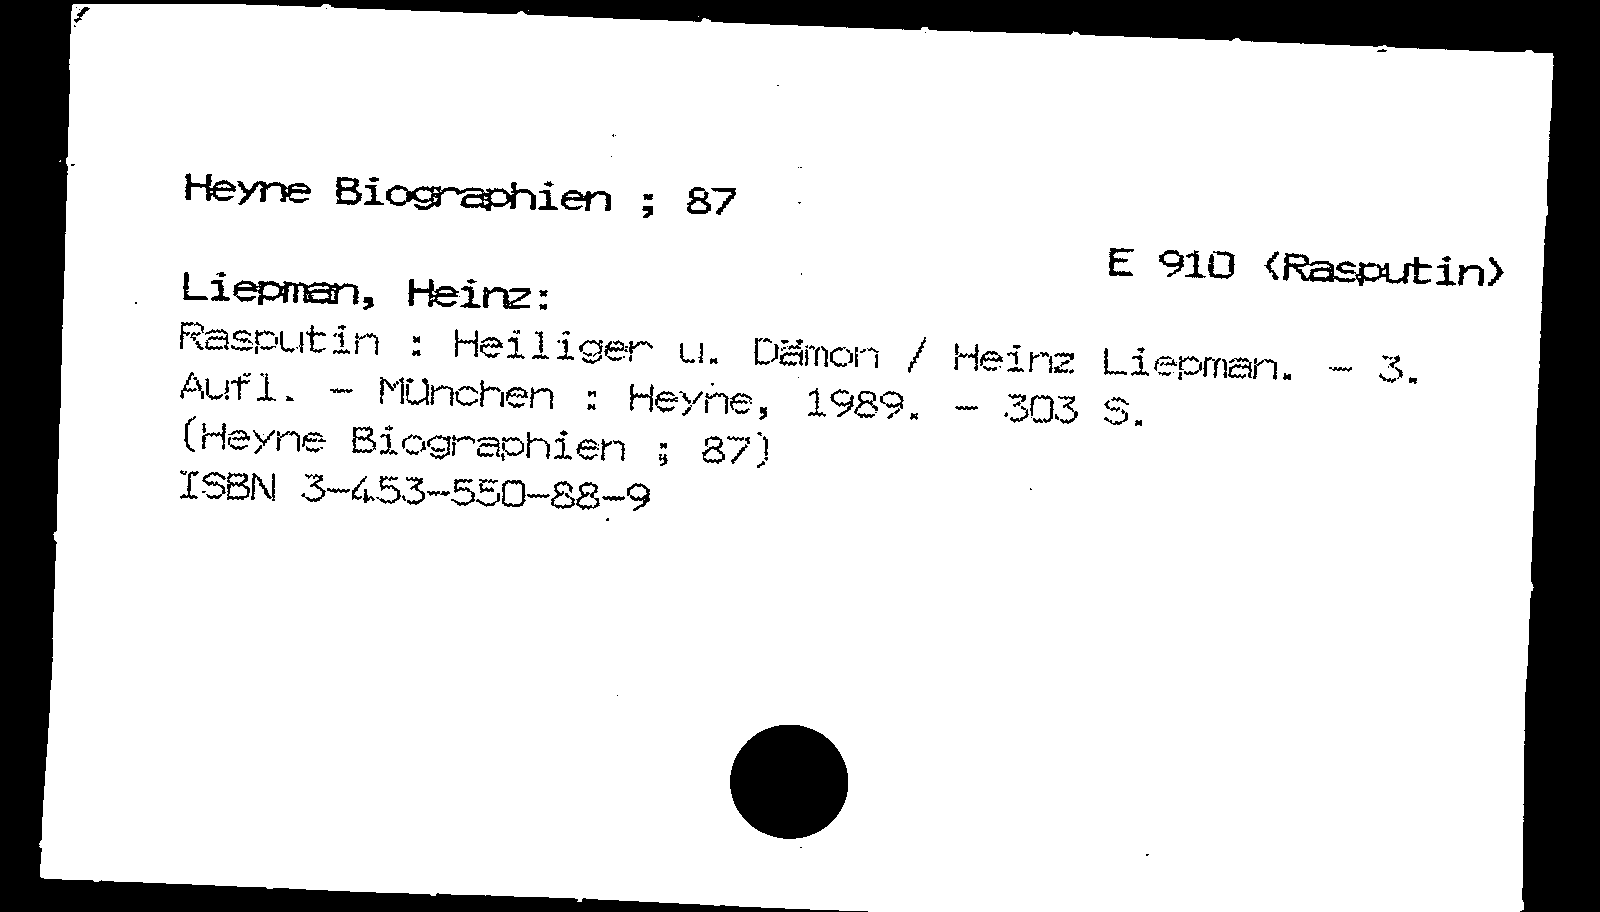 Heyne Biographien ; 87
E 910 (Rasputin)
Liepman, Heinz:
Rasputin : Heiliger u. Dämon / Heinz Liepman. - 3.
Aufl. - München : Heyne, 1989. - 303 S.
(Heyne Biographien ; 87)
ISBN 3-453-550-88-9